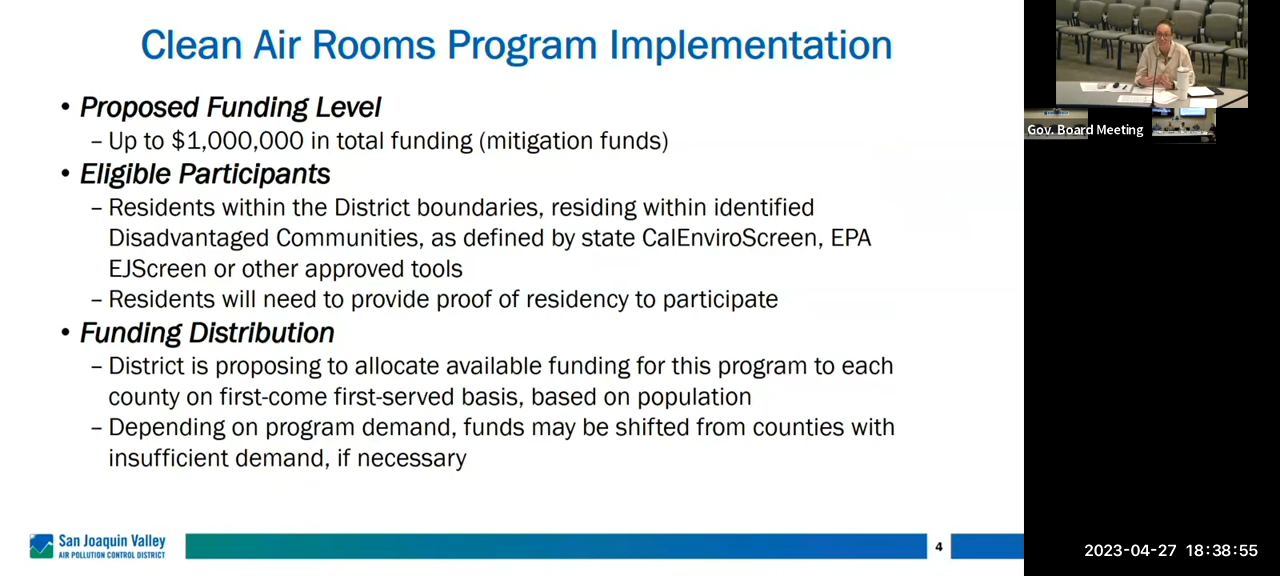 Clean Air Rooms Program Implementation
• Proposed Funding Level
– Up to $1,000,000 in total funding (mitigation funds)
• Eligible Participants
– Residents within the District boundaries, residing within identified
Disadvantaged Communities, as defined by state CalEnviroScreen, EPA
EJScreen or other approved tools
– Residents will need to provide proof of residency to participate
• Funding Distribution
– District is proposing to allocate available funding for this program to each
county on first-come first-served basis, based on population
– Depending on program demand, funds may be shifted from counties with
insufficient demand, if necessary
San Joaquin Valley
AIR POLLUTION CONTROL DISTRICT
4
Gov. Board Meeting
2023-04-27 18:38:55